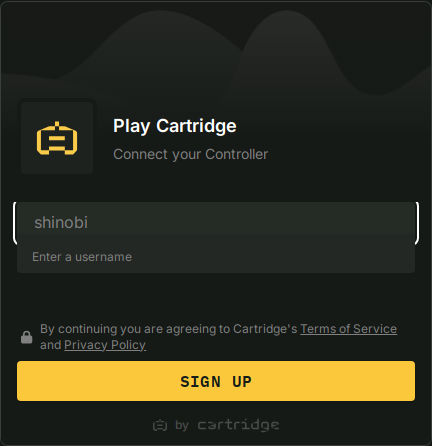 Play Cartridge
Connect your Controller
shinobi
Enter a username
By continuing you are agreeing to Cartridge's Terms of Service
and Privacy Policy
SIGN UP
by cartridge